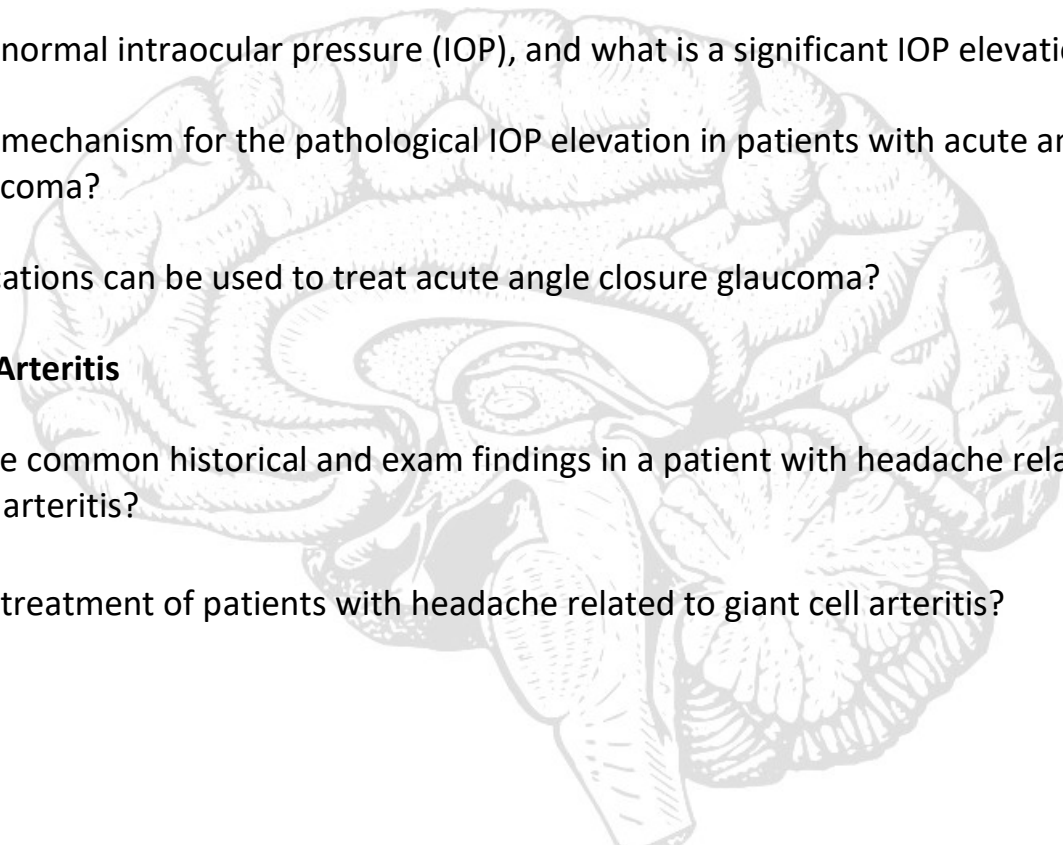 normal intraocular pressure (IOP), and what is a significant IOP elevati
mechanism for the pathological IOP elevation in patients with acute a
coma?
ations can be used to treat acute angle closure glaucoma?
Arteritis
e common historical and exam findings in a patient with headache rela
arteritis?
treatment of patients with headache related to giant cell arteritis?